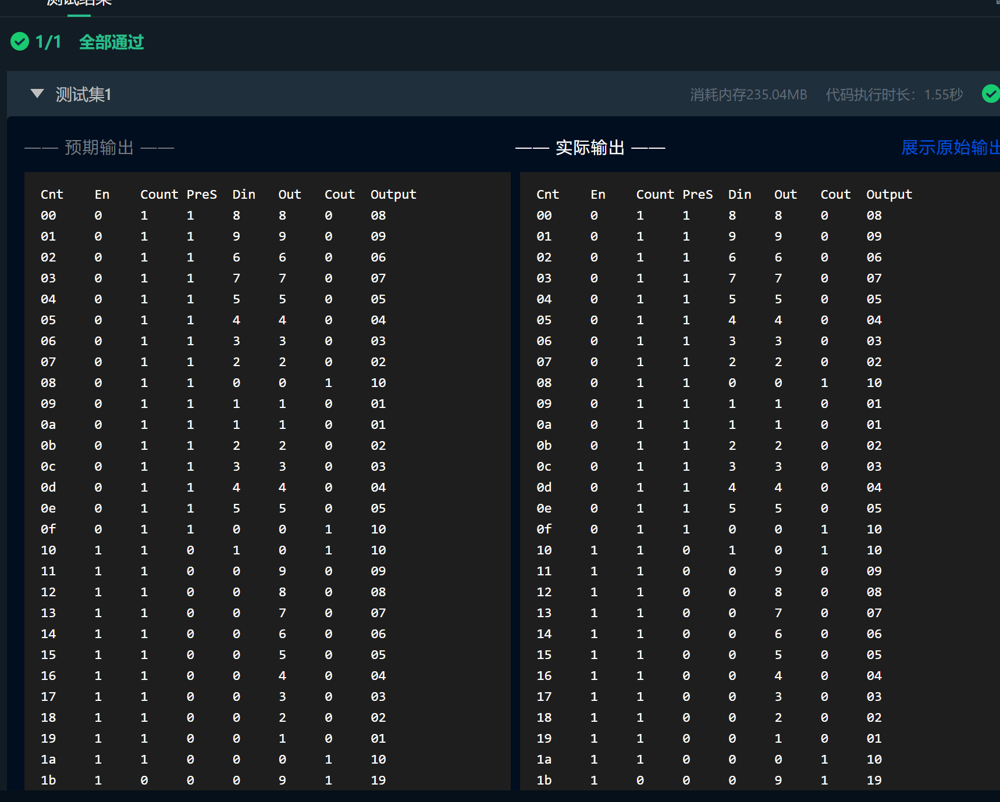 测试结果
1/1 全部通过
测试集1 消耗内存235.04MB 代码执行时长：1.55秒
—— 预期输出 —— —— 实际输出 —— 展示原始输出
Cnt En Count PreS Din Out Cout Output Cnt En Count PreS Din Out Cout Output
00 0 1 1 8 8 0 08 00 0 1 1 8 8 0 08
01 0 1 1 9 9 0 09 01 0 1 1 9 9 0 09
02 0 1 1 6 6 0 06 02 0 1 1 6 6 0 06
03 0 1 1 7 7 0 07 03 0 1 1 7 7 0 07
04 0 1 1 5 5 0 05 04 0 1 1 5 5 0 05
05 0 1 1 4 4 0 04 05 0 1 1 4 4 0 04
06 0 1 1 3 3 0 03 06 0 1 1 3 3 0 03
07 0 1 1 2 2 0 02 07 0 1 1 2 2 0 02
08 0 1 1 0 0 1 10 08 0 1 1 0 0 1 10
09 0 1 1 1 1 0 01 09 0 1 1 1 1 0 01
0a 0 1 1 1 1 0 01 0a 0 1 1 1 1 0 01
0b 0 1 1 2 2 0 02 0b 0 1 1 2 2 0 02
0c 0 1 1 3 3 0 03 0c 0 1 1 3 3 0 03
0d 0 1 1 4 4 0 04 0d 0 1 1 4 4 0 04
0e 0 1 1 5 5 0 05 0e 0 1 1 5 5 0 05
0f 0 1 1 0 0 1 10 0f 0 1 1 0 0 1 10
10 1 1 0 1 0 1 10 10 1 1 0 1 0 1 10
11 1 1 0 0 9 0 09 11 1 1 0 0 9 0 09
12 1 1 0 0 8 0 08 12 1 1 0 0 8 0 08
13 1 1 0 0 7 0 07 13 1 1 0 0 7 0 07
14 1 1 0 0 6 0 06 14 1 1 0 0 6 0 06
15 1 1 0 0 5 0 05 15 1 1 0 0 5 0 05
16 1 1 0 0 4 0 04 16 1 1 0 0 4 0 04
17 1 1 0 0 3 0 03 17 1 1 0 0 3 0 03
18 1 1 0 0 2 0 02 18 1 1 0 0 2 0 02
19 1 1 0 0 1 0 01 19 1 1 0 0 1 0 01
1a 1 1 0 0 0 1 10 1a 1 1 0 0 0 1 10
1b 1 0 0 0 9 1 19 1b 1 0 0 0 9 1 19